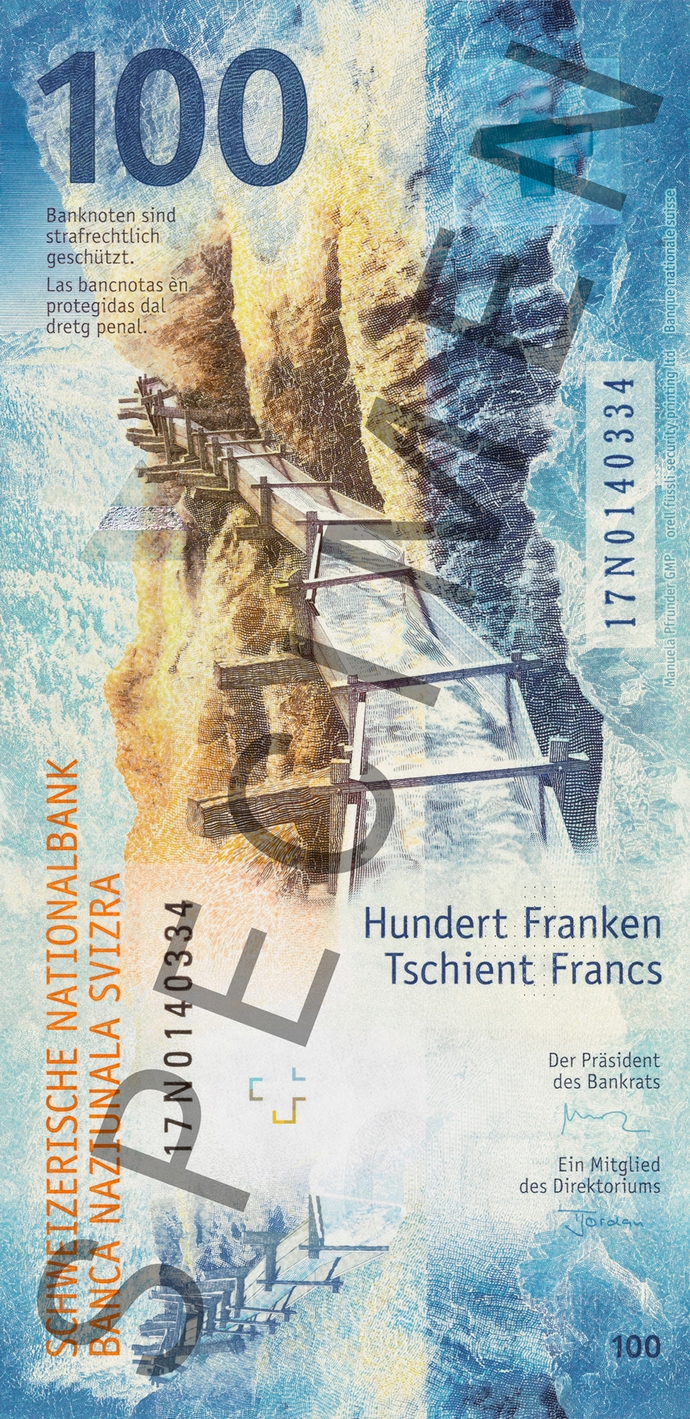 100
Banknoten sind
strafrechtlich
geschützt.
Las bancnotas èn
protegidas dal
dretg penal.
SPECIMEN
17N0140334
Manuela Pfrunder, GMP orell füssli security printing ltd Banque nationale suisse
SCHWEIZERISCHE NATIONALBANK
BANCA NAZIUNALA SVIZRA
17N0140334
Hundert Franken
Tschient Francs
Der Präsident
des Bankrats
Ein Mitglied
des Direktoriums
TJordan
100